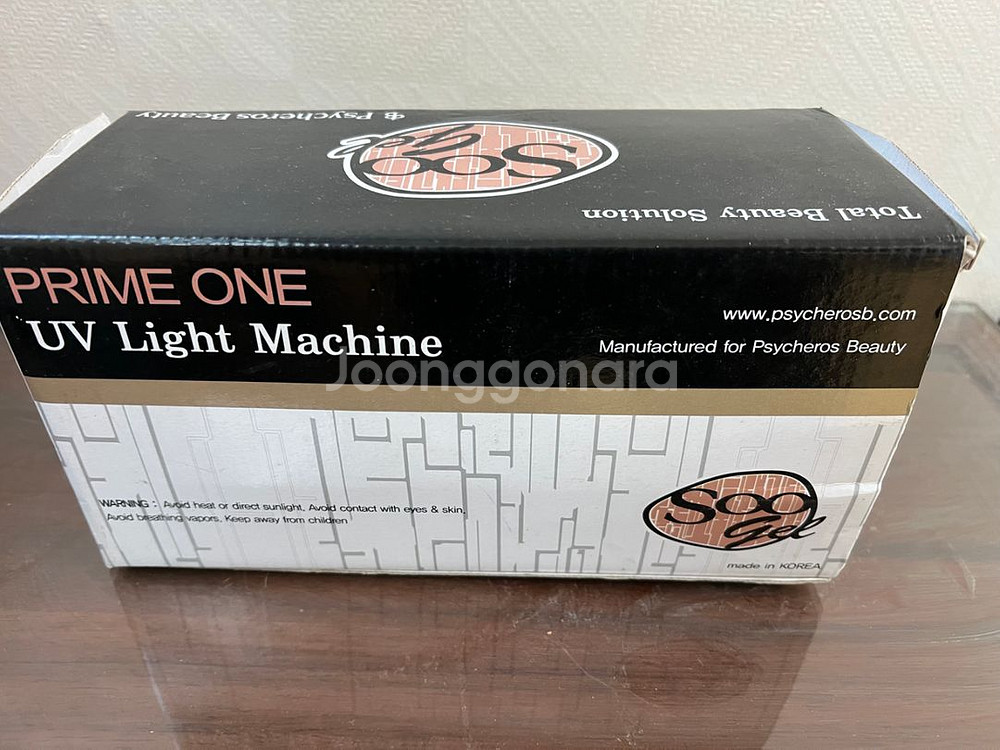 Psycheros Beauty
Soo
gel
Total Beauty Solution
PRIME ONE
UV Light Machine
www.psycherosb.com
Manufactured for Psycheros Beauty
Joonggonara
WARNING : Avoid heat or direct sunlight, Avoid contact with eyes & skin,
Avoid breathing vapors, Keep away from children
Soo
gel
made in KOREA